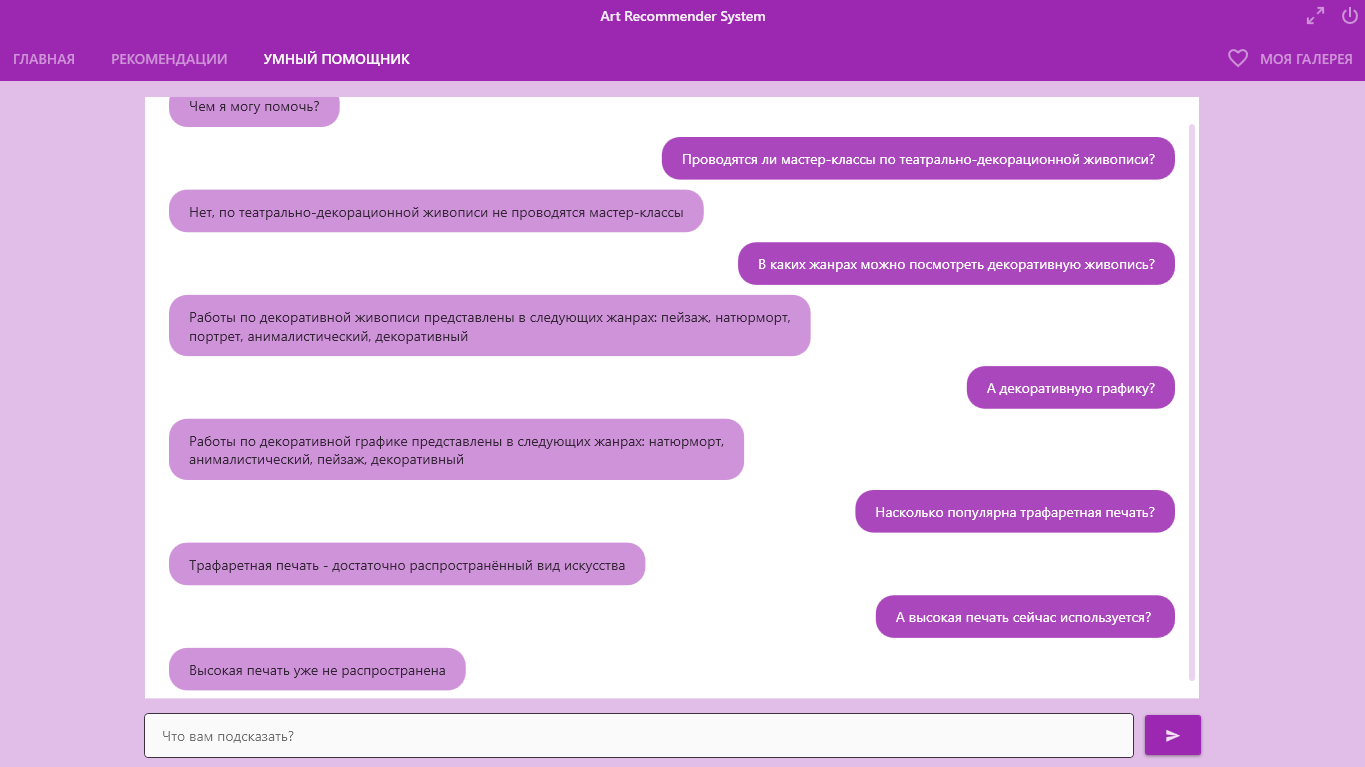 Art Recommender System
ГЛАВНАЯ
РЕКОМЕНДАЦИИ
УМНЫЙ ПОМОЩНИК
МОЯ ГАЛЕРЕЯ
Чем я могу помочь?
Проводятся ли мастер-классы по театрально-декорационной живописи?
Нет, по театрально-декорационной живописи не проводятся мастер-классы
В каких жанрах можно посмотреть декоративную живопись?
Работы по декоративной живописи представлены в следующих жанрах: пейзаж, натюрморт,
портрет, анималистический, декоративный
А декоративную графику?
Работы по декоративной графике представлены в следующих жанрах: натюрморт,
анималистический, пейзаж, декоративный
Насколько популярна трафаретная печать?
Трафаретная печать - достаточно распространённый вид искусства
А высокая печать сейчас используется?
Высокая печать уже не распространена
Что вам подсказать?